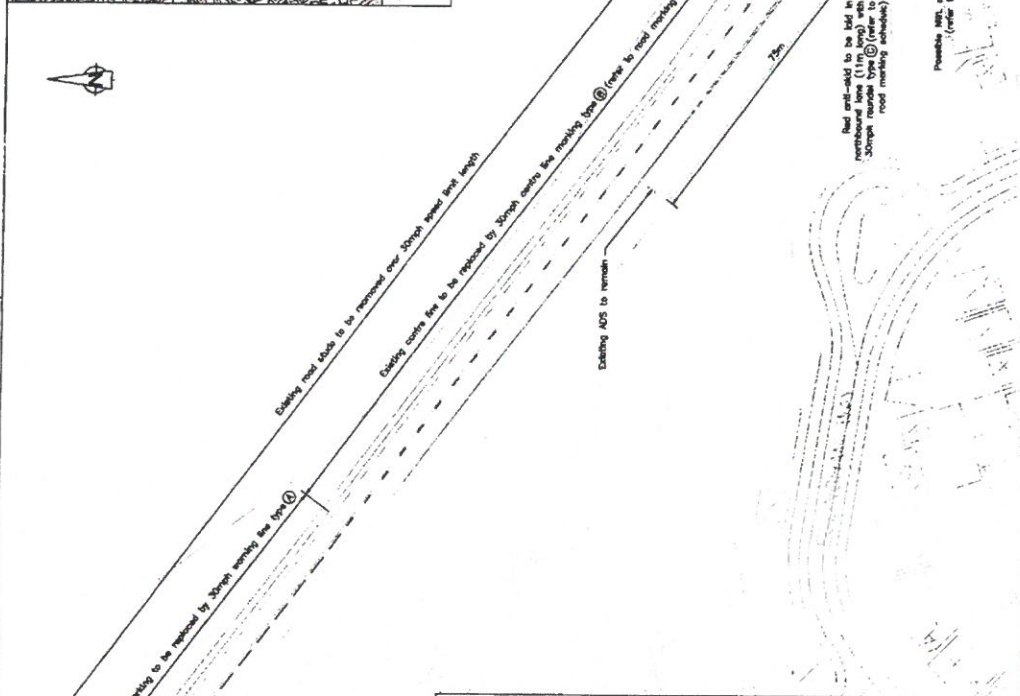 N
Existing road studs to be reomoved over 30mph speed limit length
Existing centre line to be replaced by 30mph centre line marking type B (refer to road marking
to be replaced by 30mph warning line type A
Existing ADS to remain
75m
Red anti-skid to be laid in
northbound lane (11m long) with
30mph roundel type C (refer to
road marking schedule)
Possible
(refer